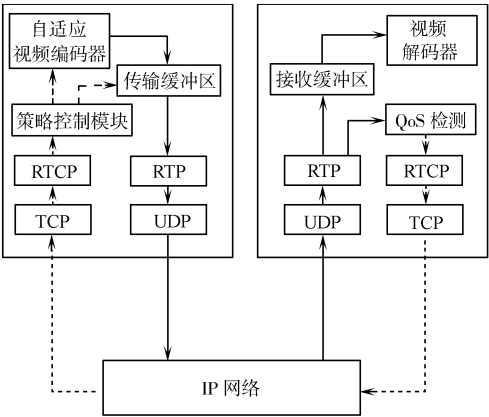 自适应
视频编码器
传输缓冲区
策略控制模块
RTCP
RTP
TCP
UDP
视频
解码器
接收缓冲区
QoS 检测
RTP
RTCP
UDP
TCP
IP 网络